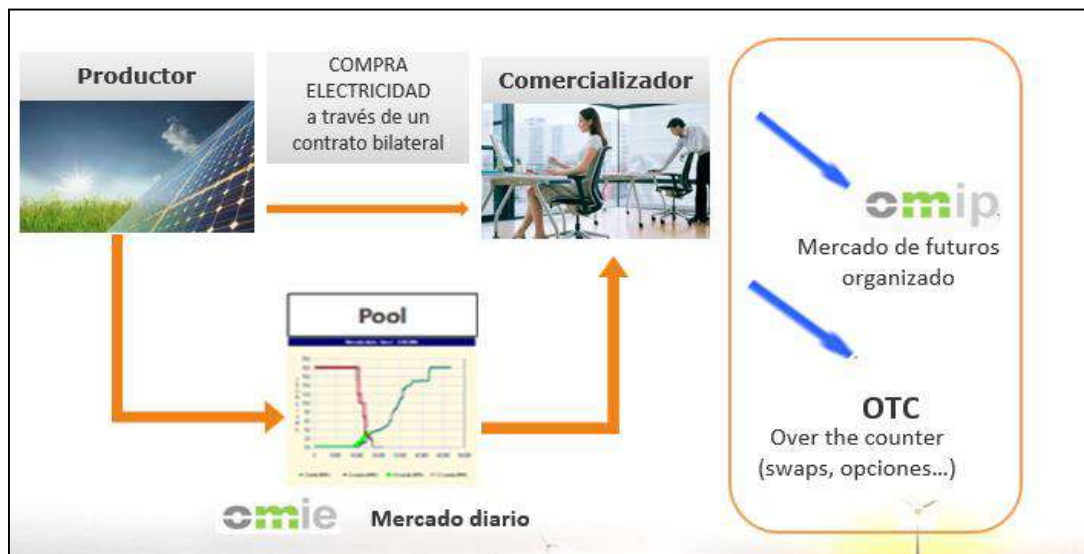 Productor
COMPRA
ELECTRICIDAD
a través de un
contrato bilateral
Comercializador
Pool
omie
Mercado diario
omip
Mercado de futuros
organizado
OTC
Over the counter
(swaps, opciones...)